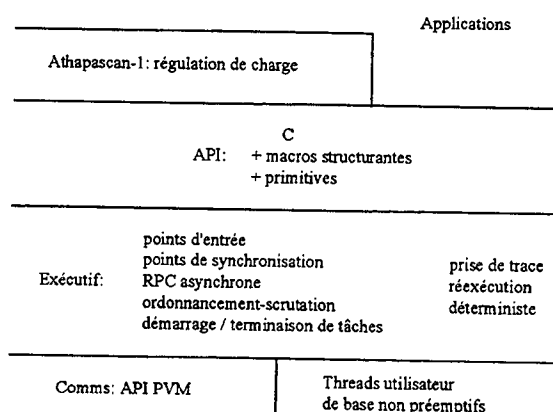 Applications
Athapascan-1: régulation de charge
C
API: + macros structurantes
+ primitives
points d'entrée
points de synchronisation
prise de trace
Exécutif: RPC asynchrone
réexécution
ordonnancement-scrutation
déterministe
démarrage / terminaison de tâches
Comms: API PVM
Threads utilisateur
de base non préemptifs